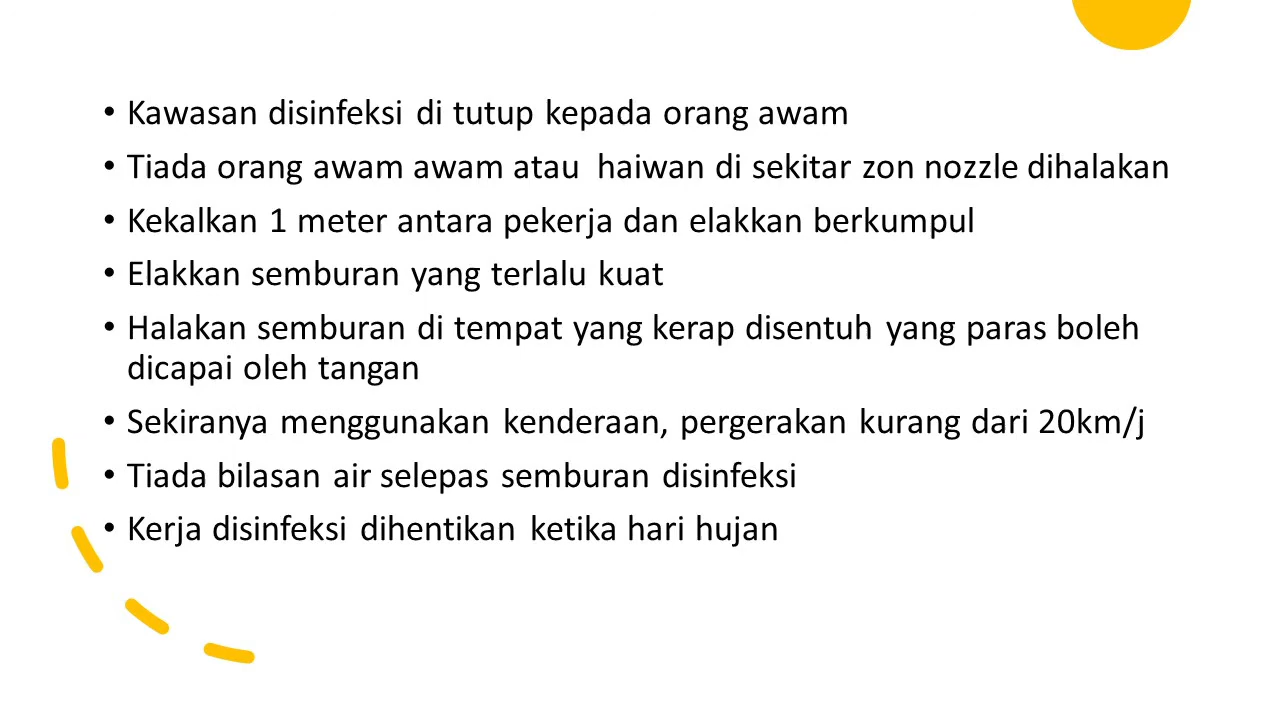 • Kawasan disinfeksi di tutup kepada orang awam
• Tiada orang awam awam atau haiwan di sekitar zon nozzle dihalakan
• Kekalkan 1 meter antara pekerja dan elakkan berkumpul
• Elakkan semburan yang terlalu kuat
• Halakan semburan di tempat yang kerap disentuh yang paras boleh
dicapai oleh tangan
• Sekiranya menggunakan kenderaan, pergerakan kurang dari 20km/j
• Tiada bilasan air selepas semburan disinfeksi
• Kerja disinfeksi dihentikan ketika hari hujan